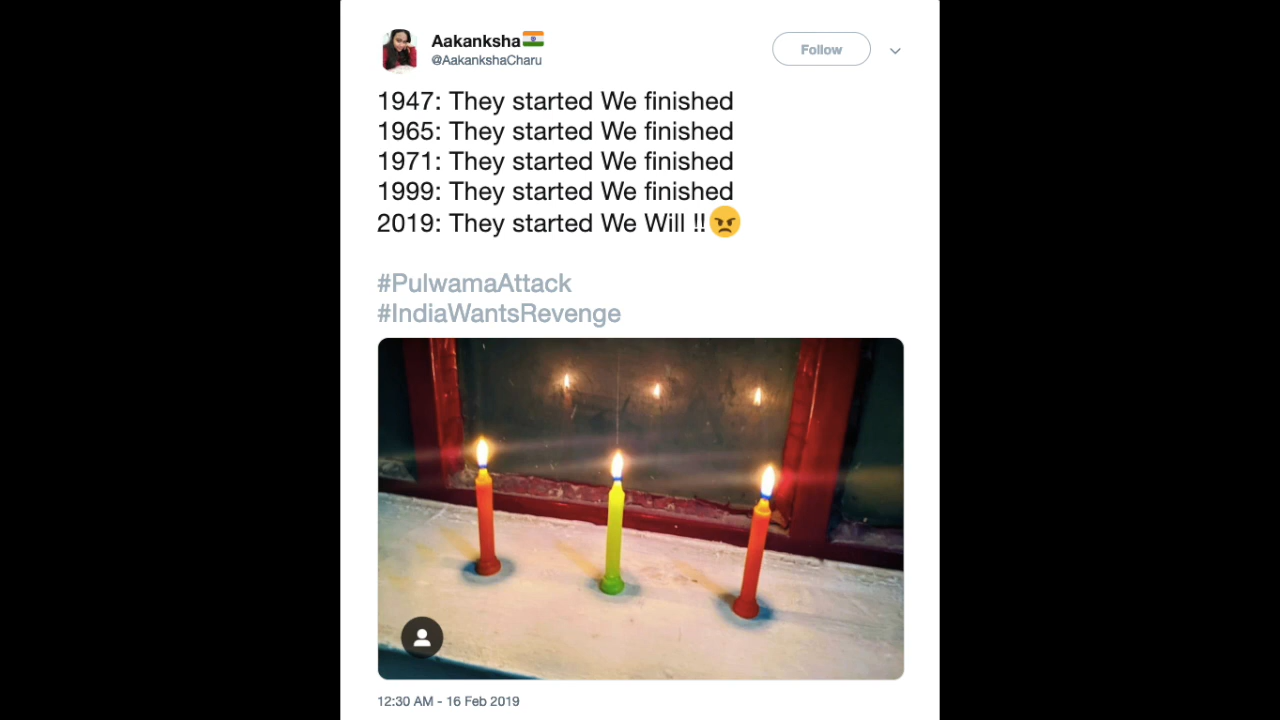 Aakanksha🇮🇳
@AakankshaCharu
Follow
1947: They started We finished
1965: They started We finished
1971: They started We finished
1999: They started We finished
2019: They started We Will !!😠
#PulwamaAttack
#IndiaWantsRevenge
12:30 AM - 16 Feb 2019